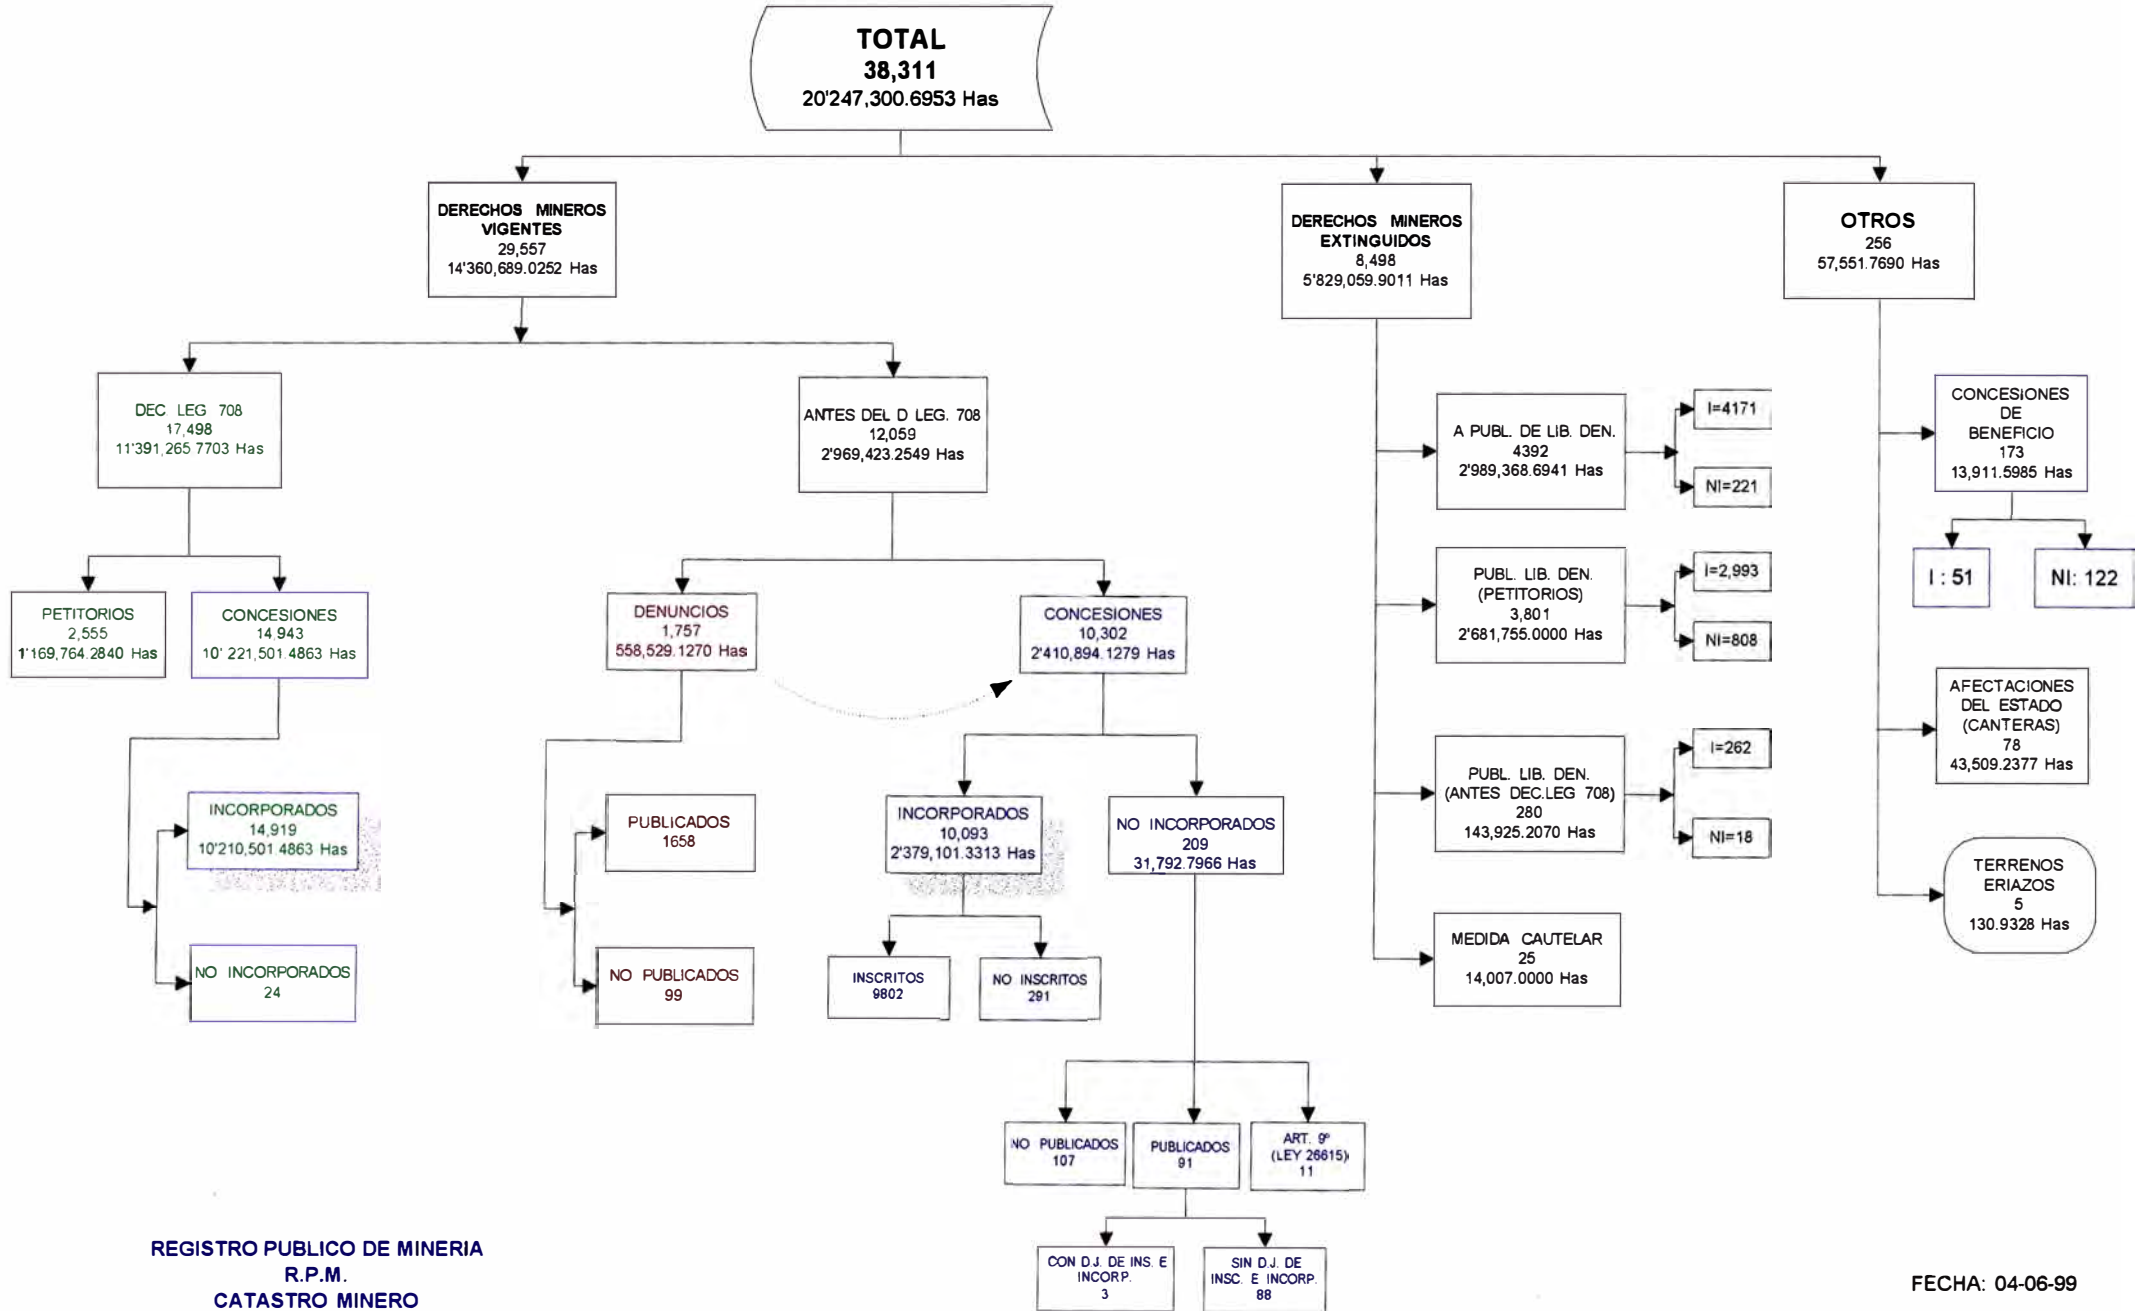 TOTAL
38,311
20'247,300.6953 Has
DERECHOS MINEROS
VIGENTES
29,557
14'360,689.0252 Has
DERECHOS MINEROS
EXTINGUIDOS
8,498
5'829,059.9011 Has
OTROS
256
57,551.7690 Has
DEC. LEG 708
17,498
11'391,265.7703 Has
ANTES DEL D LEG. 708
12,059
2'969,423.2549 Has
PETITORIOS
2,555
1'169,764.2840 Has
CONCESIONES
14,943
10' 221,501.4863 Has
INCORPORADOS
14,919
10'210,501.4863 Has
NO INCORPORADOS
24
DENUNCIOS
1,757
558,529.1270 Has
CONCESIONES
10,302
2'410,894.1279 Has
PUBLICADOS
1658
NO PUBLICADOS
99
INCORPORADOS
10,093
2'379,101.3313 Has
NO INCORPORADOS
209
31,792.7966 Has
INSCRITOS
9802
NO INSCRITOS
291
NO PUBLICADOS
107
PUBLICADOS
91
ART. 9º
(LEY 26615)
11
CON D.J. DE INS. E
INCORP.
3
SIN D.J. DE
INSC. E INCORP.
88
A PUBL. DE LIB. DEN.
4392
2'989,368.6941 Has
I=4171
NI=221
PUBL. LIB. DEN.
(PETITORIOS)
3,801
2'681,755.0000 Has
I=2,993
NI=808
PUBL. LIB. DEN.
(ANTES DEC.LEG 708)
280
143,925.2070 Has
I=262
NI=18
MEDIDA CAUTELAR
25
14,007.0000 Has
CONCESIONES
DE
BENEFICIO
173
13,911.5985 Has
I : 51
NI: 122
AFECTACIONES
DEL ESTADO
(CANTERAS)
78
43,509.2377 Has
TERRENOS
ERIAZOS
5
130.9328 Has
REGISTRO PUBLICO DE MINERIA
R.P.M.
CATASTRO MINERO
FECHA: 04-06-99